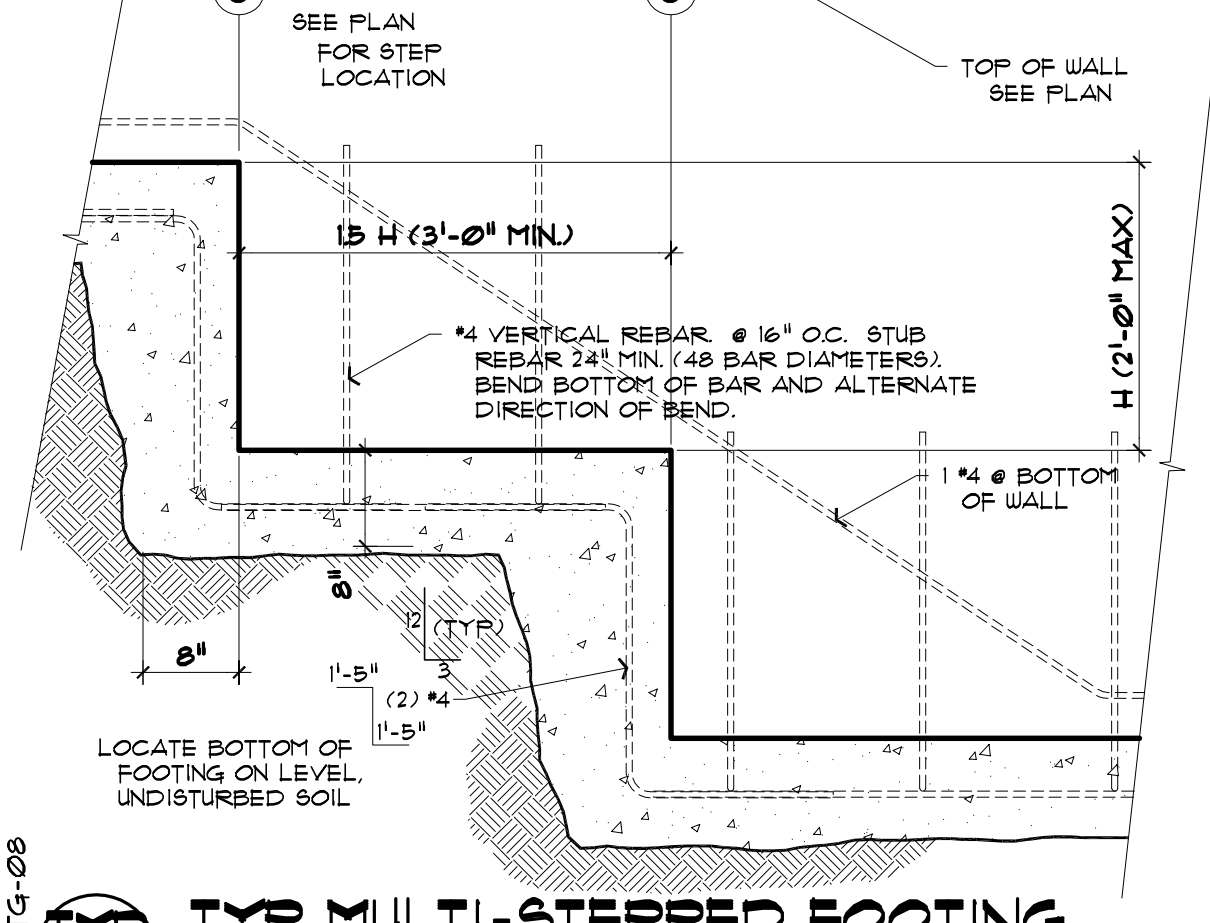 SEE PLAN
FOR STEP
LOCATION
TOP OF WALL
SEE PLAN
1.5 H (3'-0" MIN.)
H (2'-0" MAX)
#4 VERTICAL REBAR. @ 16" O.C. STUB
REBAR 24" MIN. (48 BAR DIAMETERS).
BEND BOTTOM OF BAR AND ALTERNATE
DIRECTION OF BEND.
1 #4 @ BOTTOM
OF WALL
8"
12
(TYP)
3
8"
1'-5"
(2) #4
1'-5"
LOCATE BOTTOM OF
FOOTING ON LEVEL,
UNDISTURBED SOIL
TG-08
TYP
TYP MULTI-STEPPED FOOTING